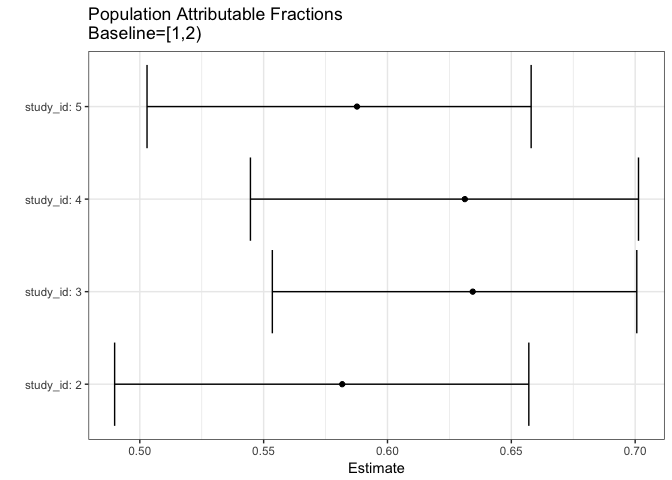 Population Attributable Fractions
Baseline=[1,2)
study_id: 5
study_id: 4
study_id: 3
study_id: 2
0.50 0.55 0.60 0.65 0.70
Estimate